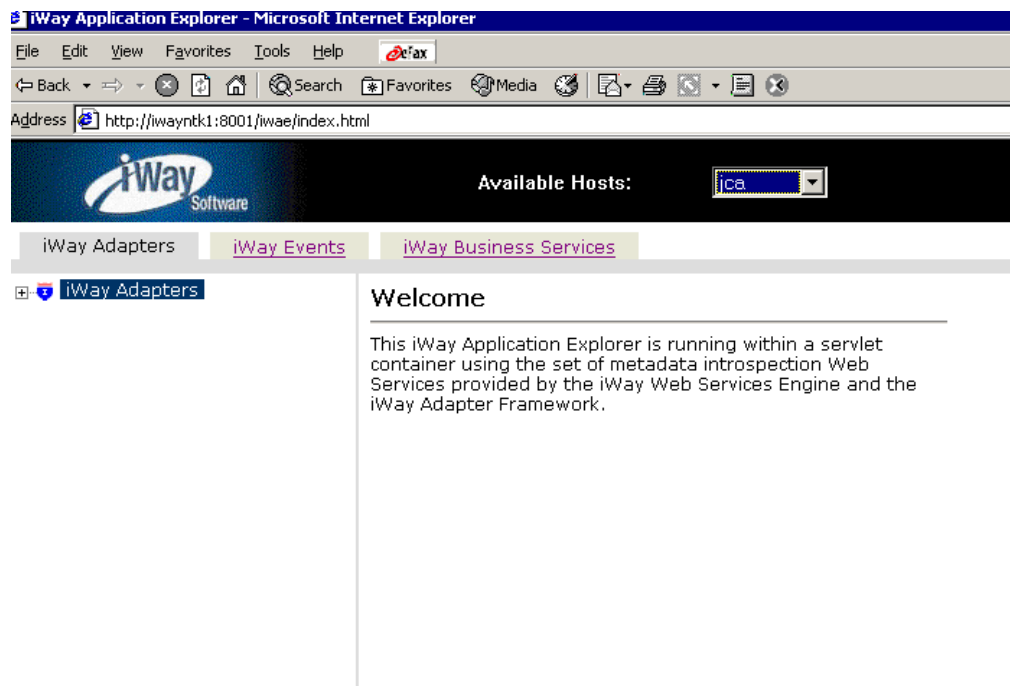 iWay Application Explorer - Microsoft Internet Explorer
File Edit View Favorites Tools Help eFax
Back Search Favorites Media
Address http://iwayntk1:8001/iwae/index.html
iWay Software Available Hosts: jca
iWay Adapters iWay Events iWay Business Services
iWay Adapters
Welcome
This iWay Application Explorer is running within a servlet
container using the set of metadata introspection Web
Services provided by the iWay Web Services Engine and the
iWay Adapter Framework.